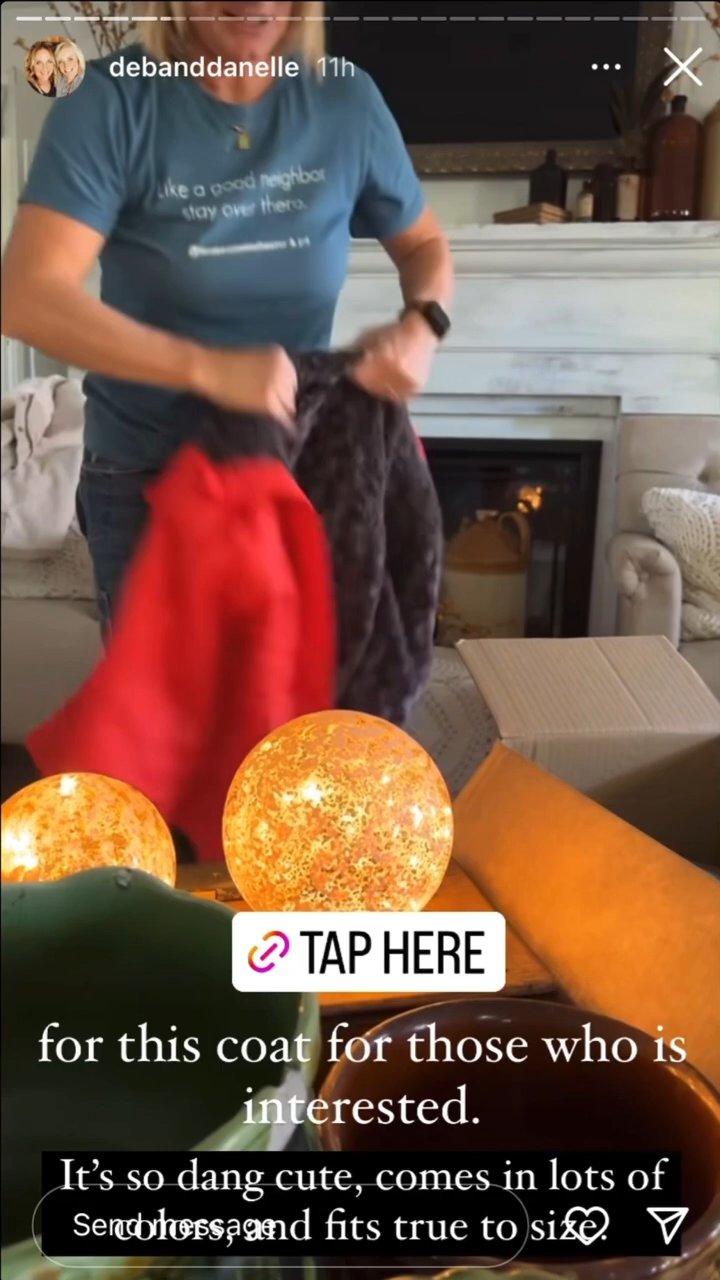 debanddanelle 11h
Like a good neighbor
stay over there.
TAP HERE
for this coat for those who is
interested.
It's so dang cute, comes in lots of
colors, and fits true to size.
Send message